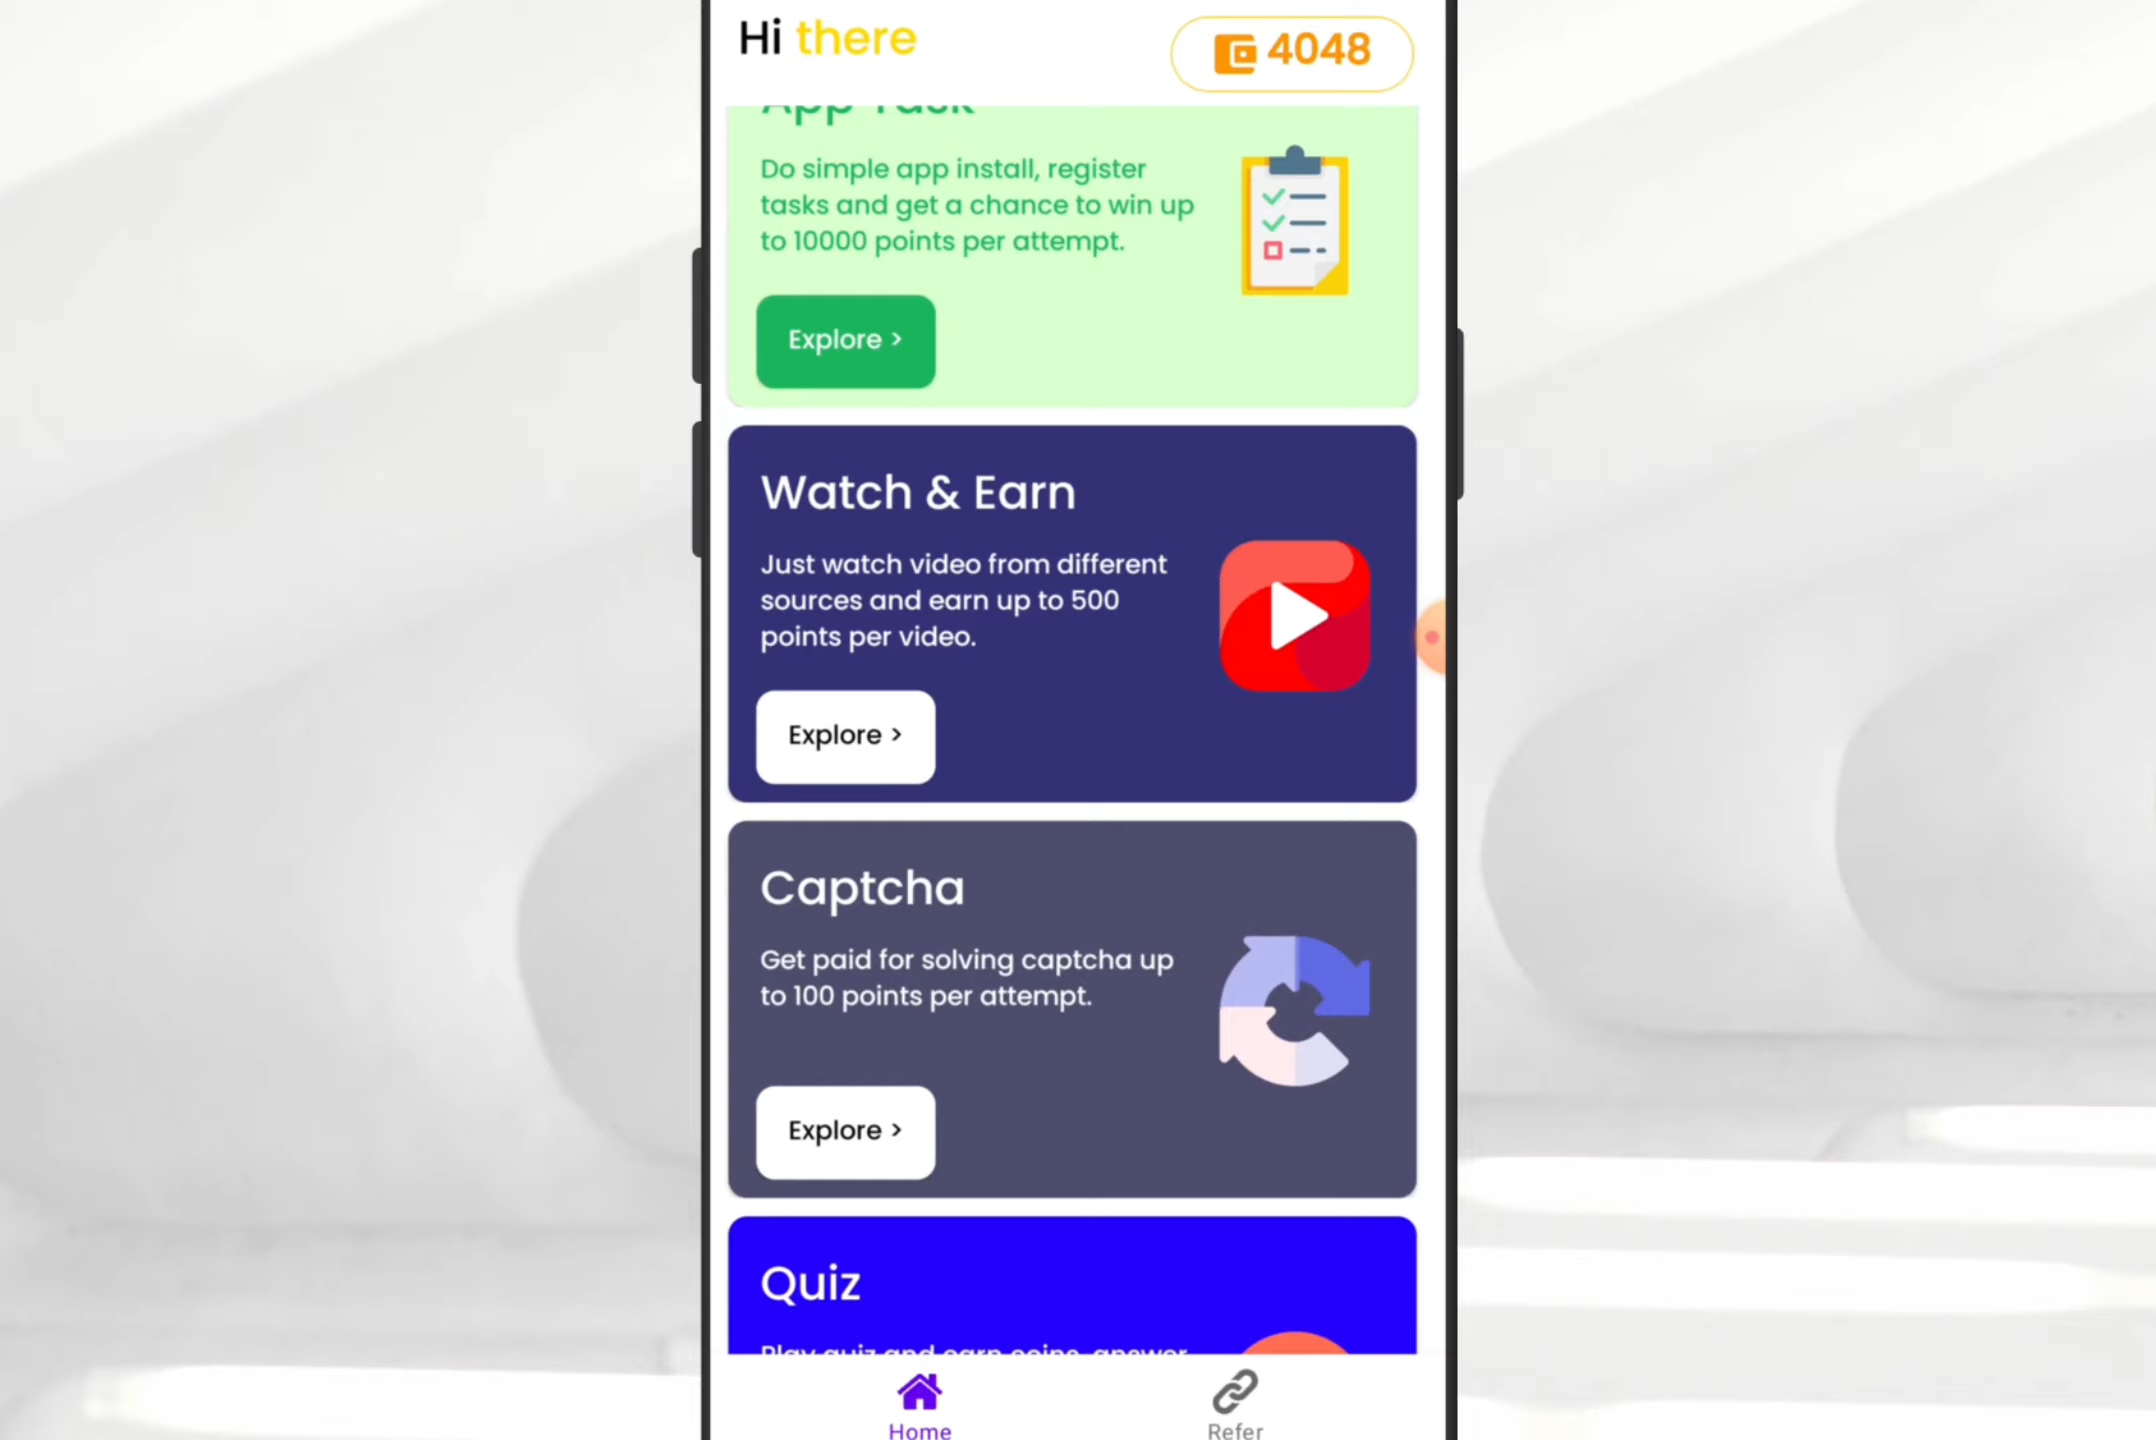 Hi there
4048
App Task
Do simple app install, register
tasks and get a chance to win up
to 10000 points per attempt.
Explore >
Watch & Earn
Just watch video from different
sources and earn up to 500
points per video.
Explore >
Captcha
Get paid for solving captcha up
to 100 points per attempt.
Explore >
Quiz
Play quiz and earn coins, answer
Home
Refer